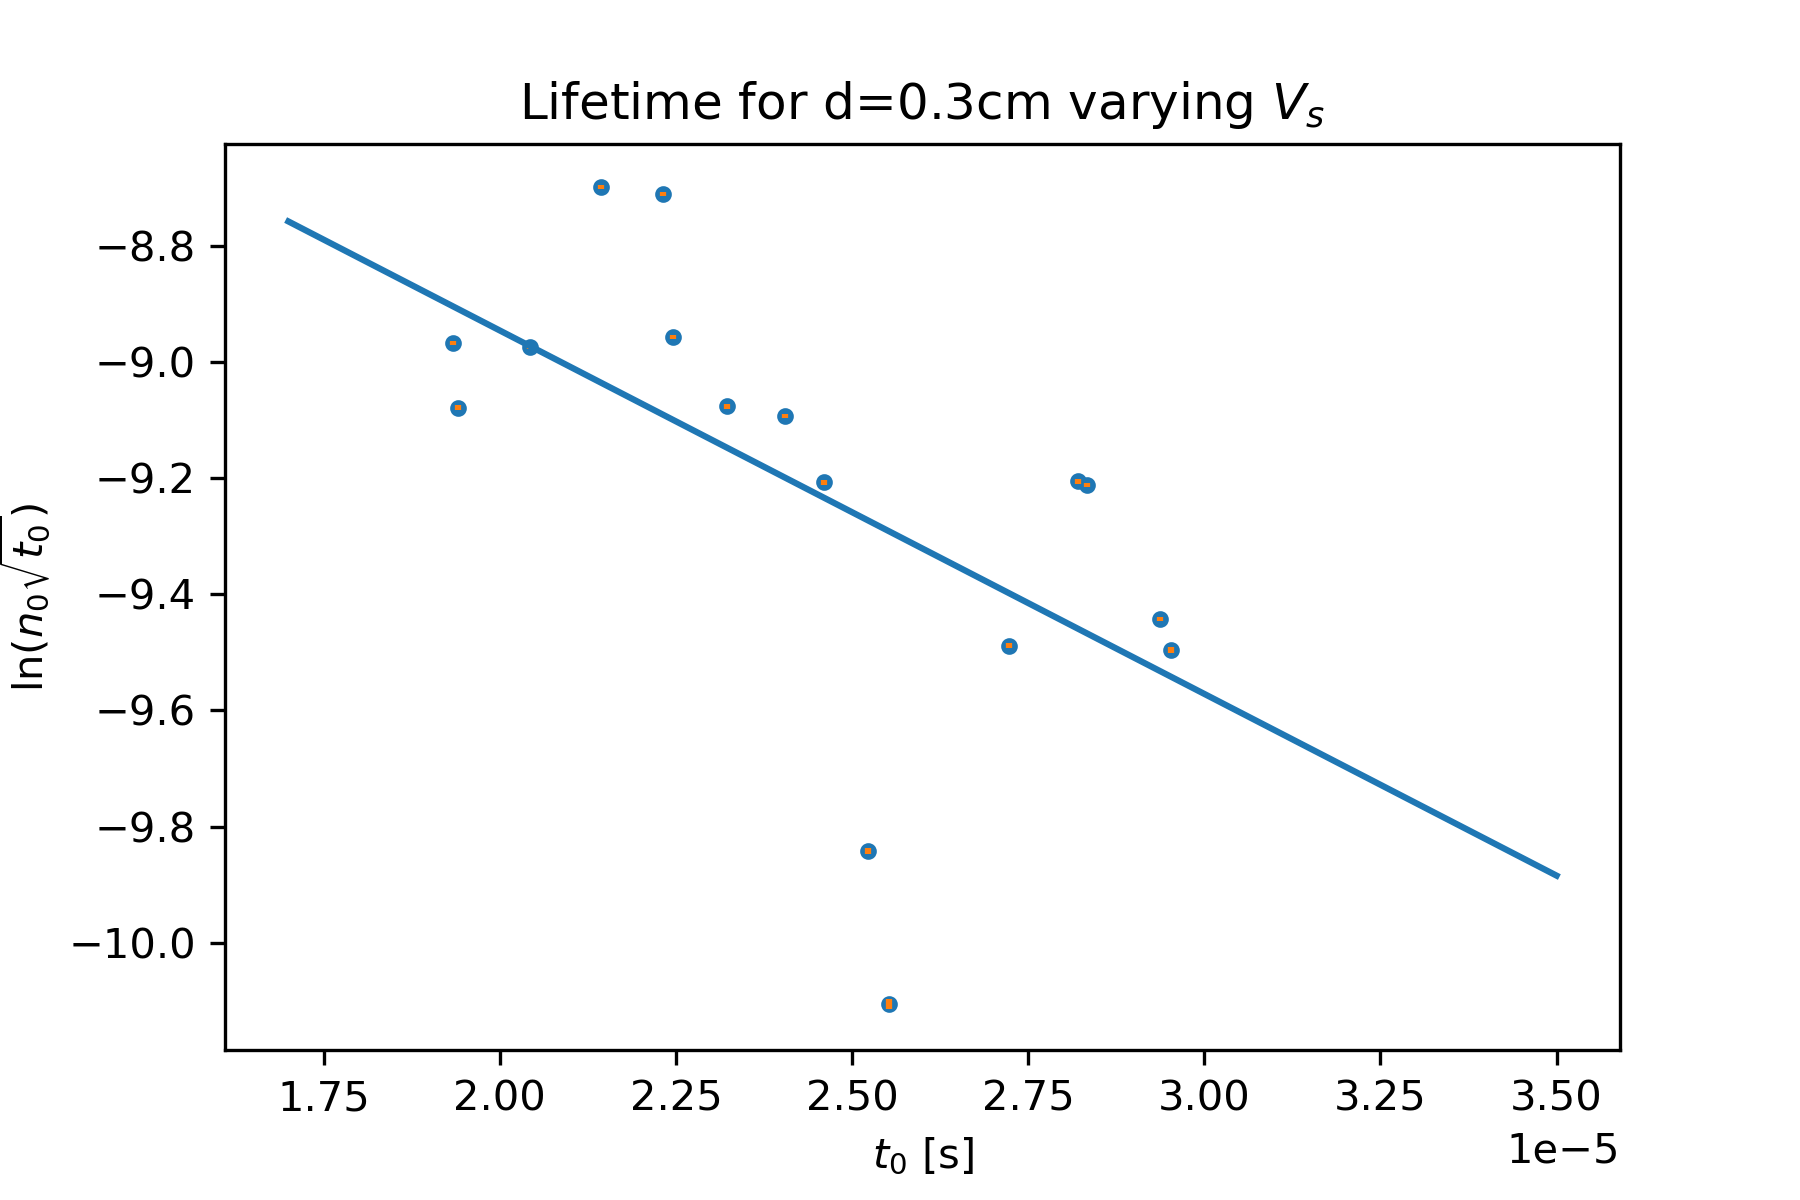 Lifetime for d=0.3cm varying $V_s$
ln($n_0\sqrt{t_0}$)
−8.8
−9.0
−9.2
−9.4
−9.6
−9.8
−10.0
1.75 2.00 2.25 2.50 2.75 3.00 3.25 3.50
1e−5
$t_0$ [s]